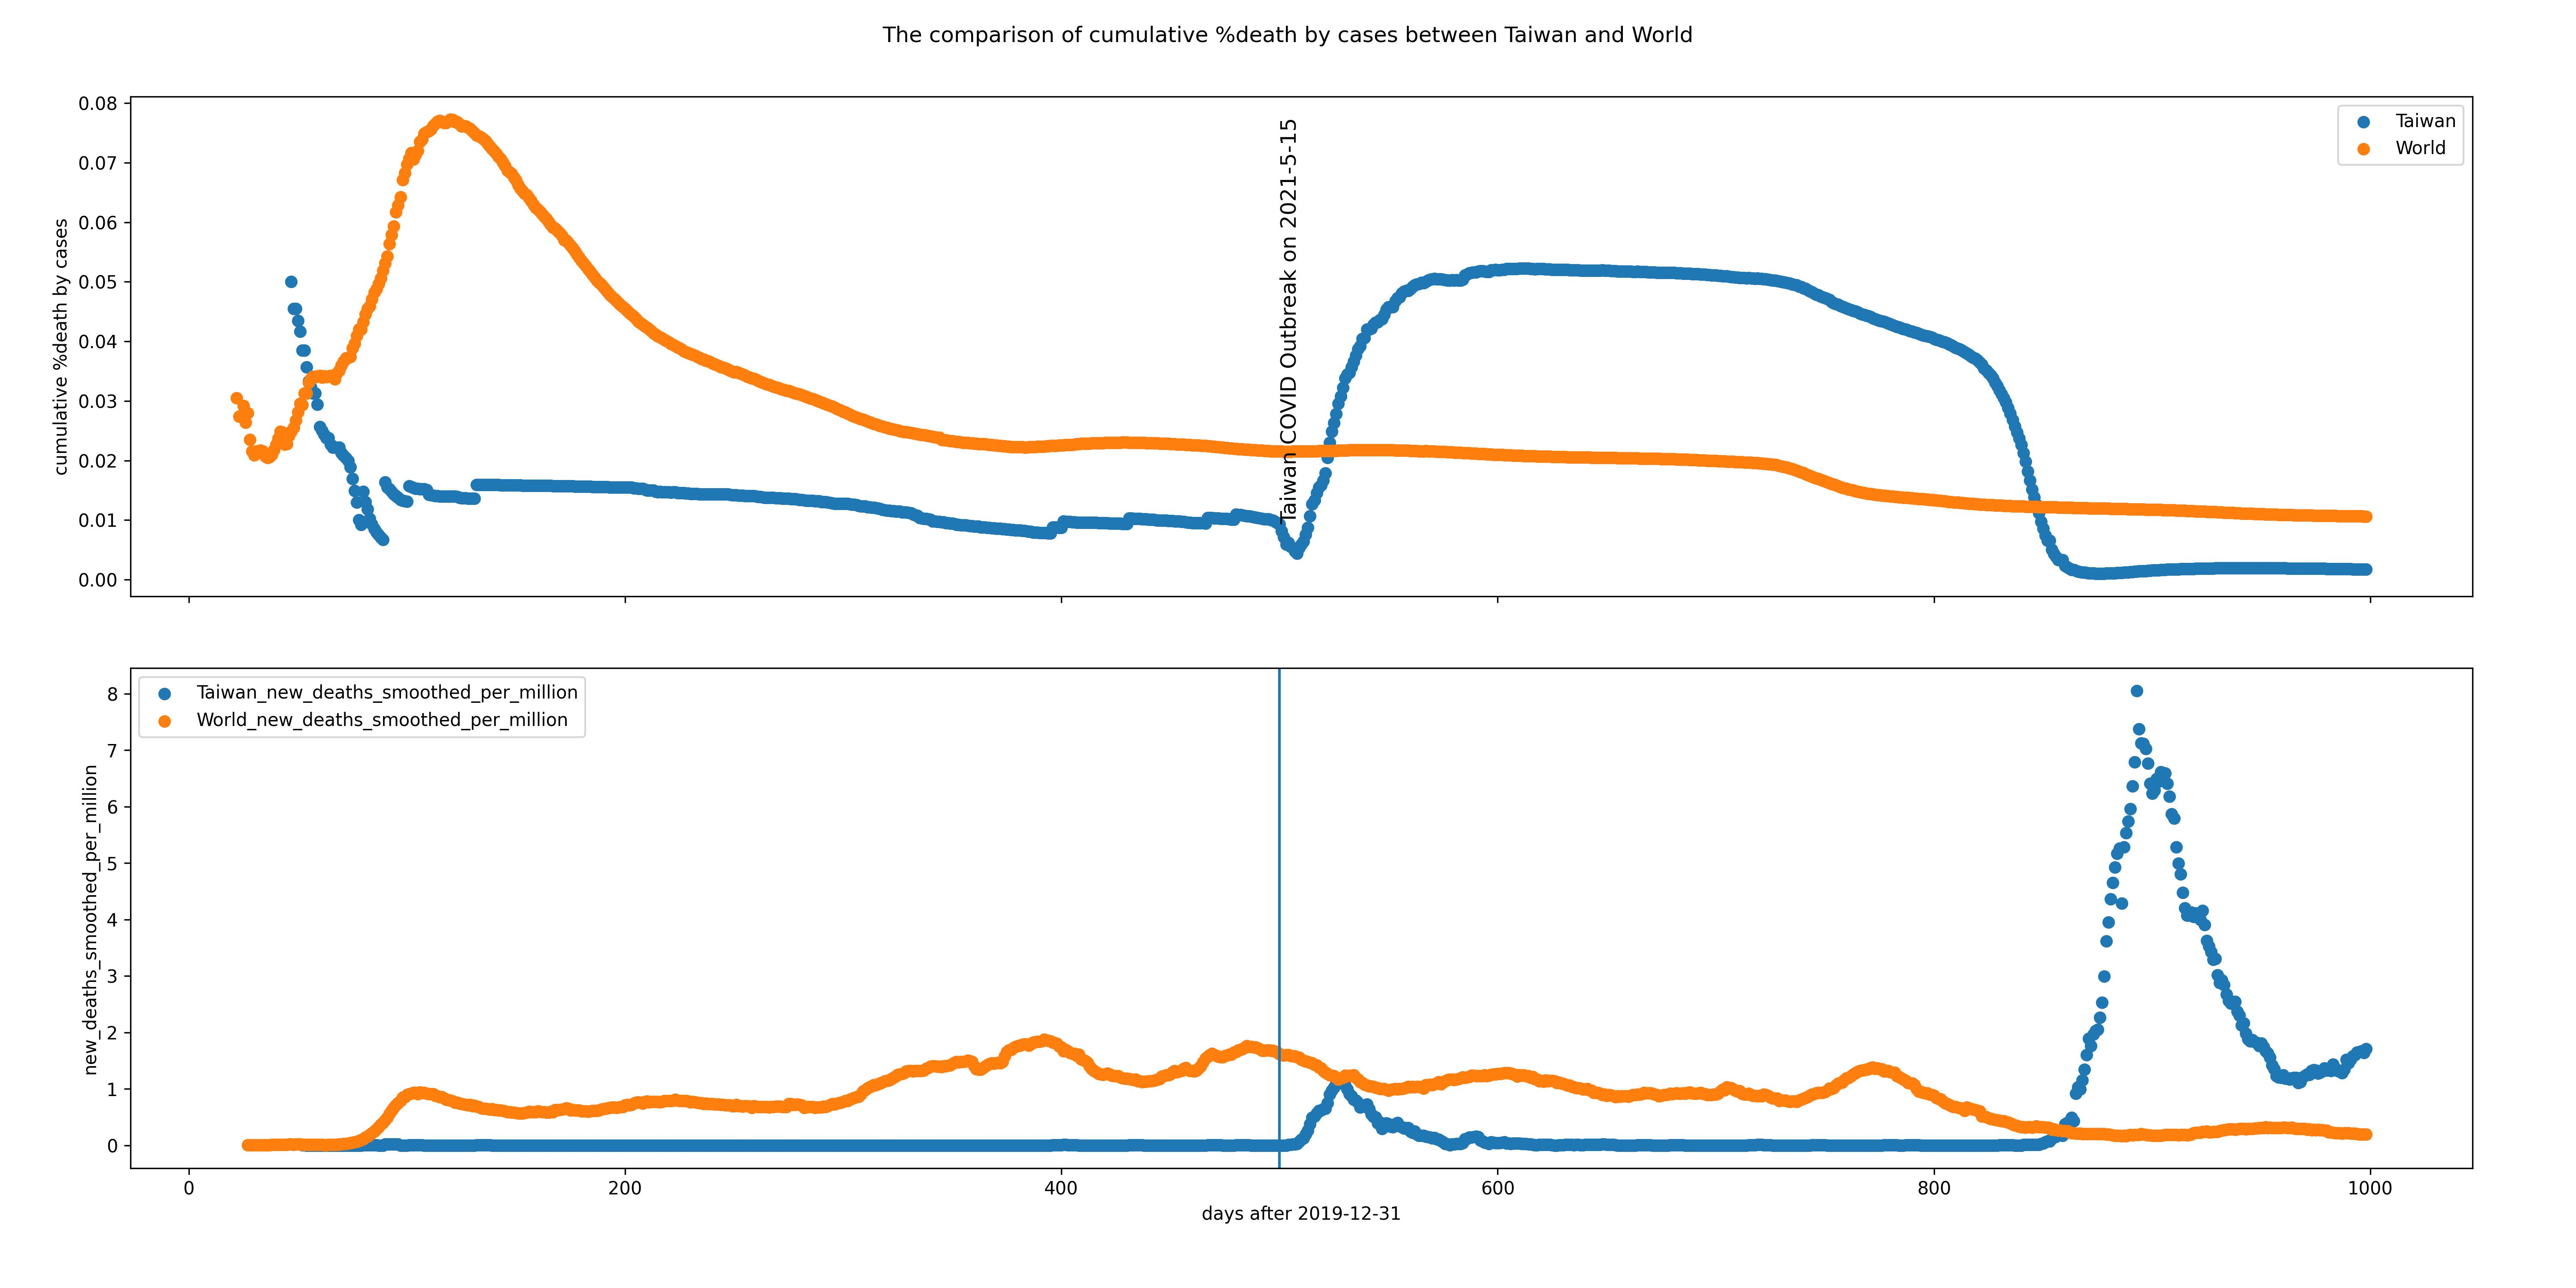 The comparison of cumulative %death by cases between Taiwan and World
cumulative %death by cases
0.08
0.07
0.06
0.05
0.04
0.03
0.02
0.01
0.00
Taiwan COVID Outbreak on 2021-5-15
Taiwan
World
new_deaths_smoothed_per_million
8
7
6
5
4
3
2
1
0
Taiwan_new_deaths_smoothed_per_million
World_new_deaths_smoothed_per_million
0 200 400 600 800 1000
days after 2019-12-31